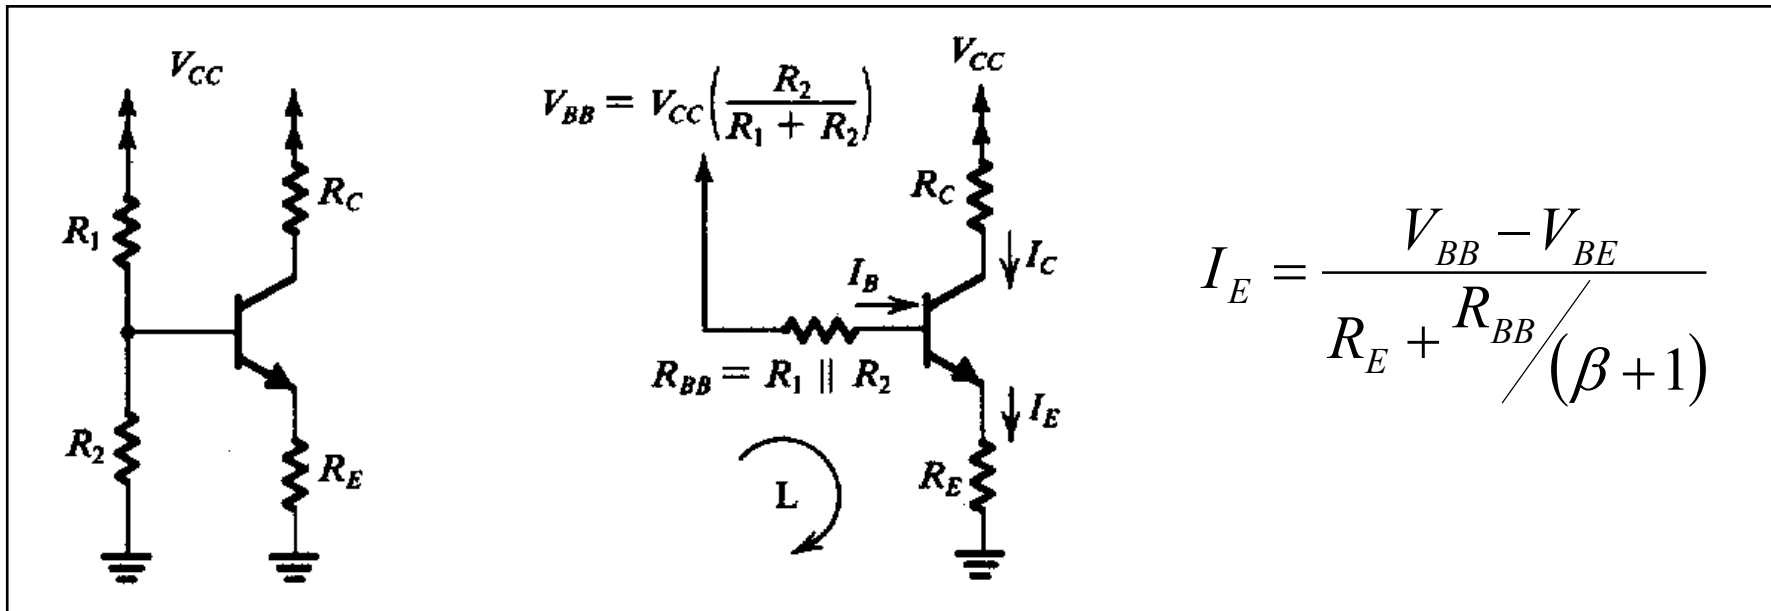 V_CC
R_1
R_C
R_2
R_E
V_BB = V_CC ( R_2 / (R_1 + R_2) )
V_CC
R_C
I_C
I_B
R_BB = R_1 || R_2
I_E
R_E
L
I_E = (V_BB − V_BE) / (R_E + R_BB/(β + 1))